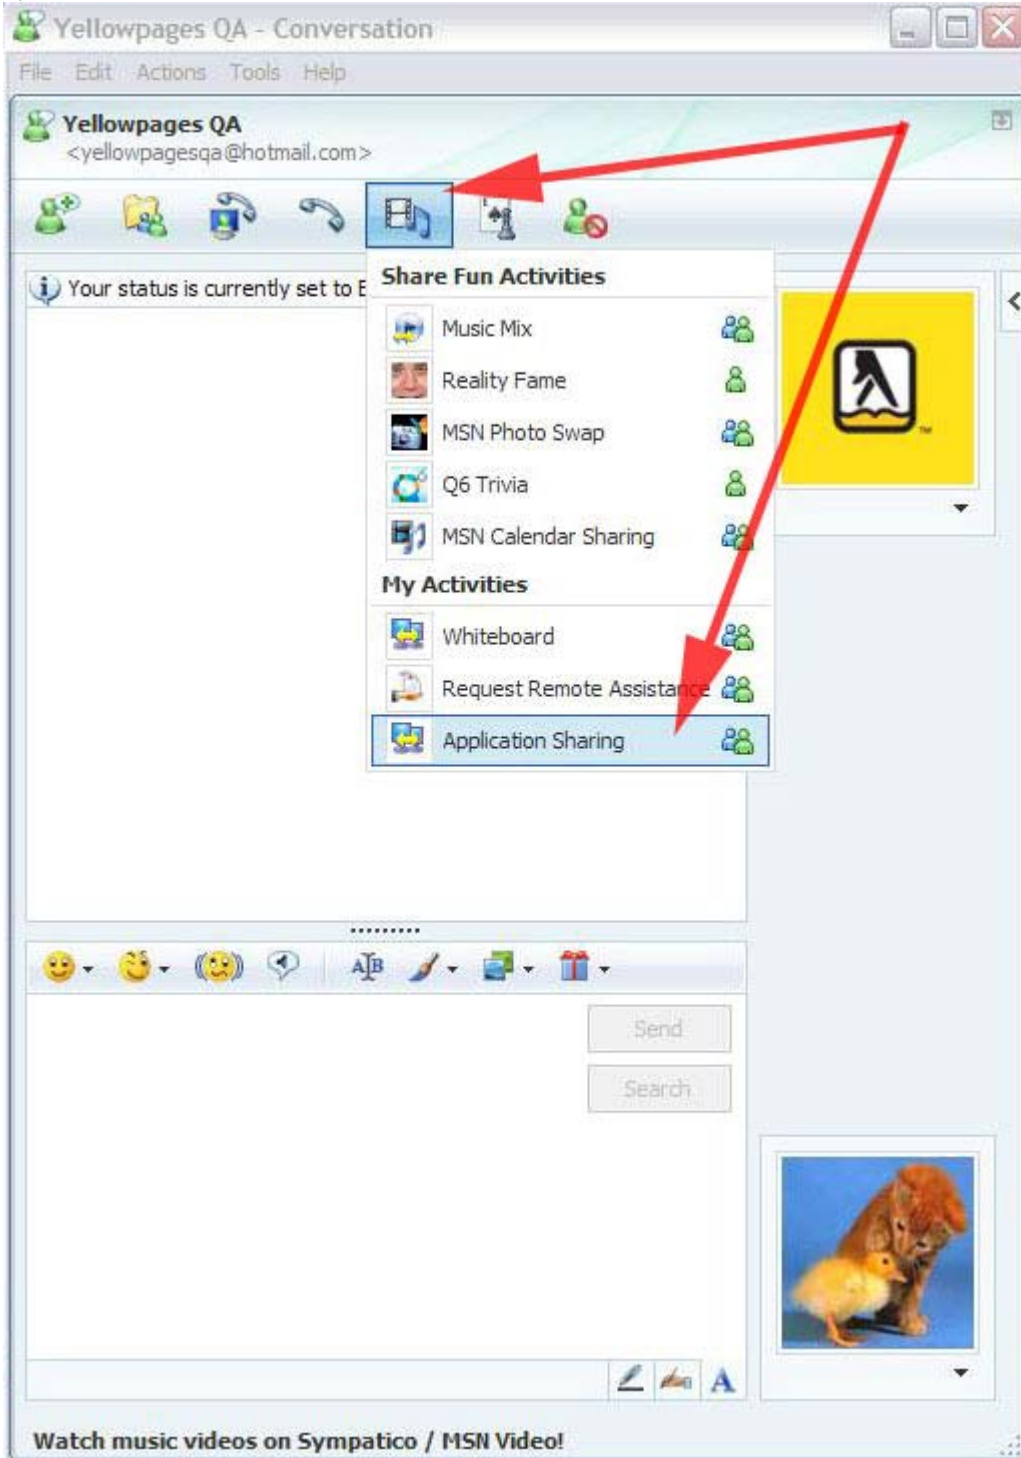 Yellowpages QA - Conversation
File Edit Actions Tools Help
Yellowpages QA
<yellowpagesqa@hotmail.com>
Your status is currently set to
Share Fun Activities
Music Mix
Reality Fame
MSN Photo Swap
Q6 Trivia
MSN Calendar Sharing
My Activities
Whiteboard
Request Remote Assistance
Application Sharing
TM
A B
Send
Search
A
Watch music videos on Sympatico / MSN Video!